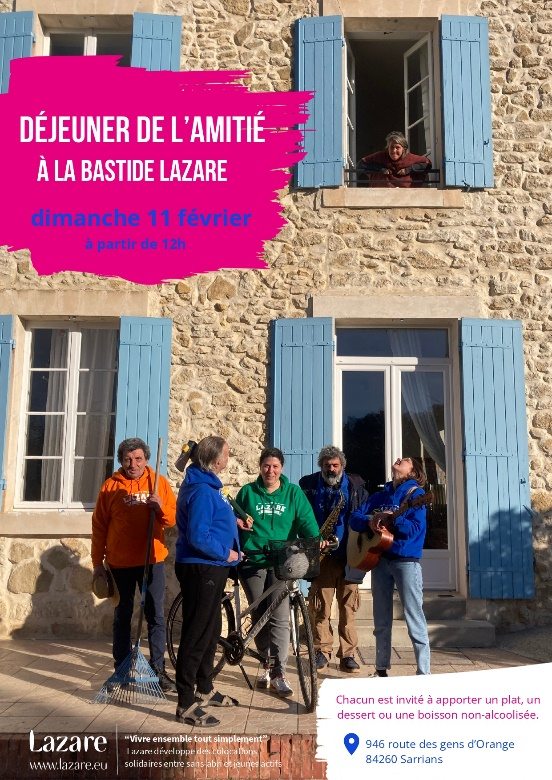 DÉJEUNER DE L'AMITIÉ
À LA BASTIDE LAZARE
dimanche 11 février
à partir de 12h
LAZARE
LAZARE
Chacun est invité à apporter un plat, un
dessert ou une boisson non-alcoolisée.
946 route des gens d'Orange
84260 Sarrians
Lazare
www.lazare.eu
"Vivre ensemble tout simplement"
Lazare développe des colocations
solidaires entre sans abri et jeunes actifs